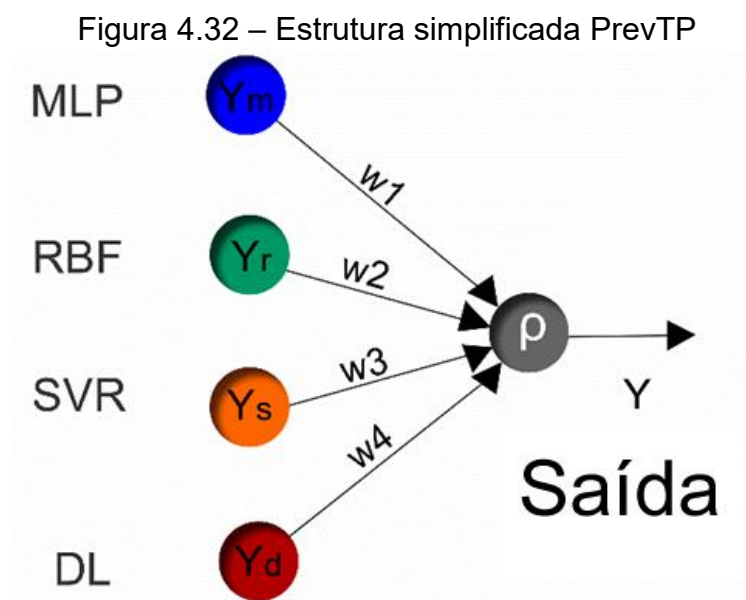 Figura 4.32 – Estrutura simplificada PrevTP
MLP
Ym
w1
RBF
Yr
w2
ρ
SVR
Ys
w3
Y
w4
Saída
DL
Yd